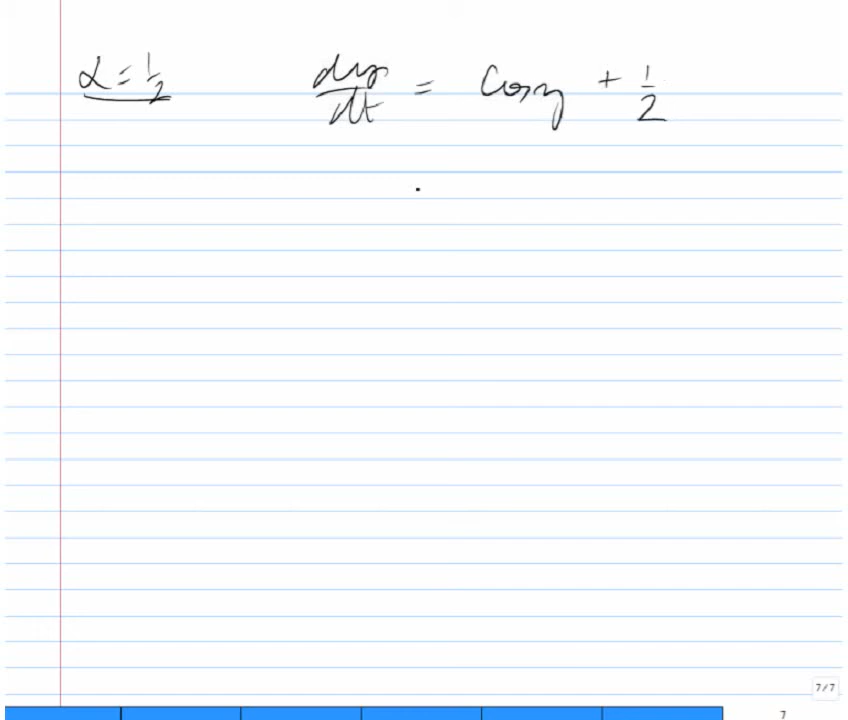 α = 1/2 dy/dt = Cos y + 1/2
7/7
7